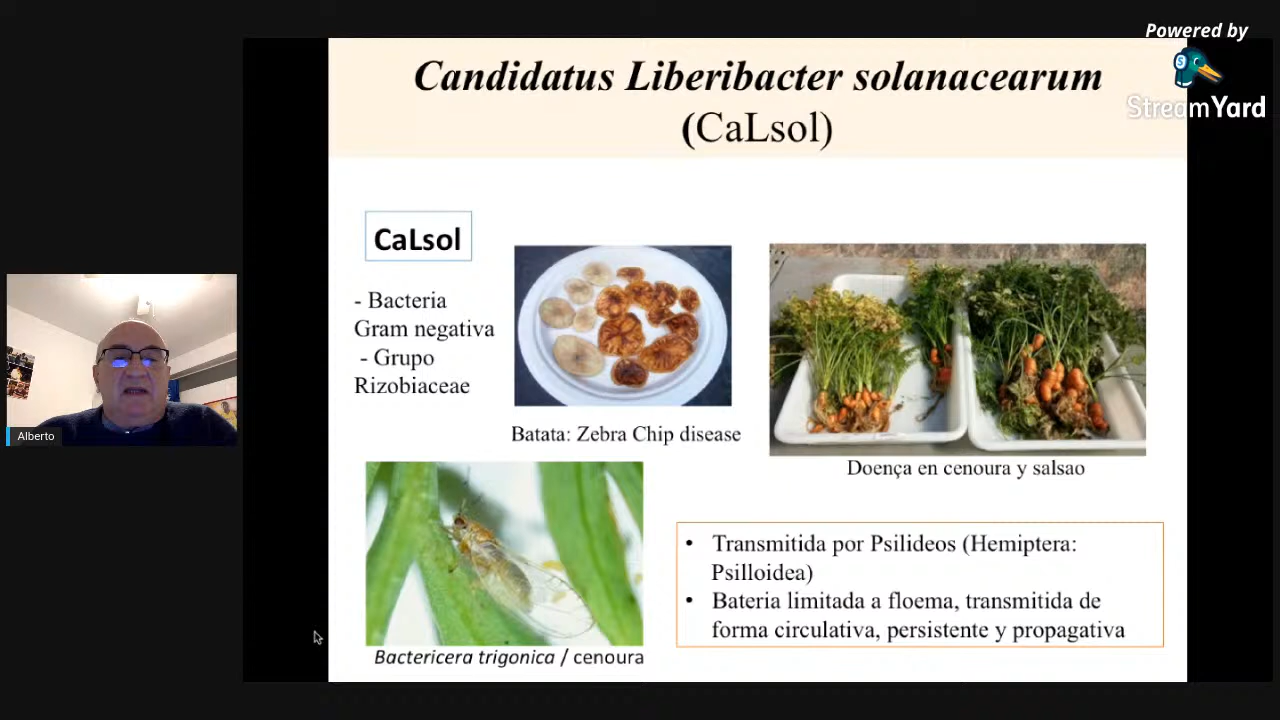 Powered by
StreamYard
Candidatus Liberibacter solanacearum
(CaLsol)
CaLsol
- Bacteria
Gram negativa
- Grupo
Rizobiaceae
Batata: Zebra Chip disease
Doença en cenoura y salsao
Alberto
Bactericera trigonica / cenoura
• Transmitida por Psilideos (Hemiptera:
Psilloidea)
• Bateria limitada a floema, transmitida de
forma circulativa, persistente y propagativa